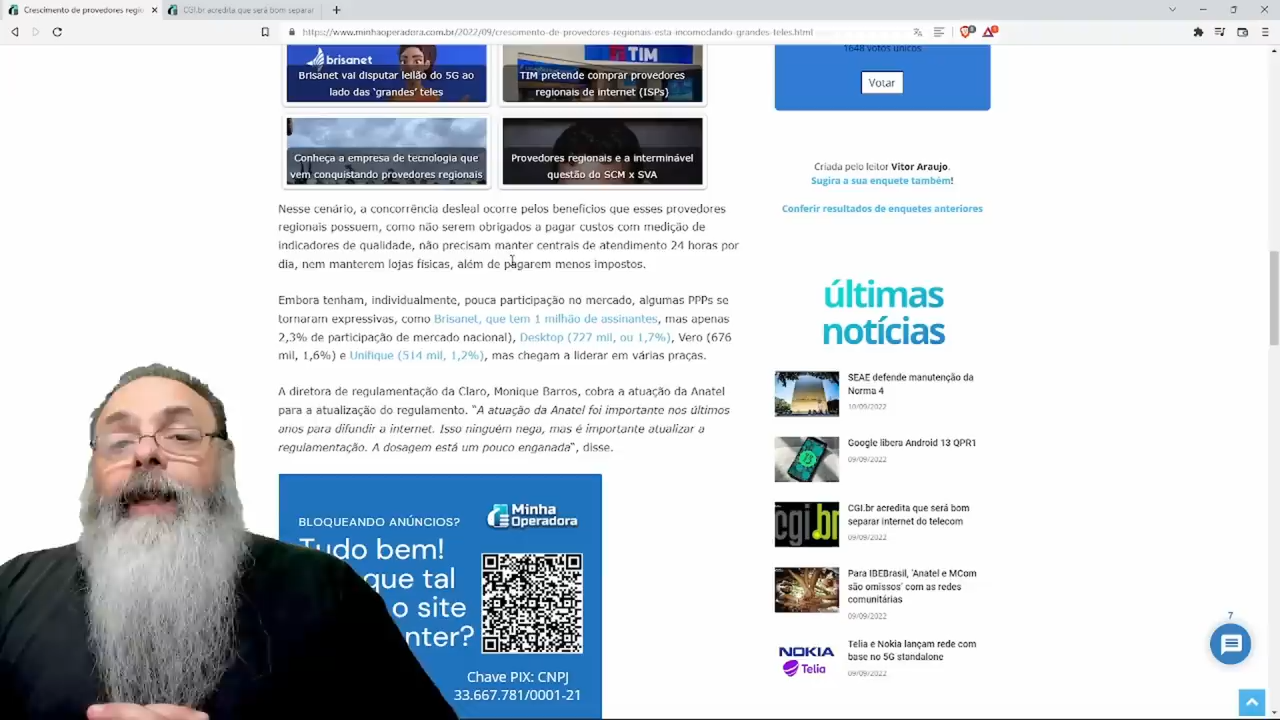 Crescimento de provedores regio
CGI.br acredita que será bom separar
https://www.minhaoperadora.com.br/2022/09/crescimento-de-provedores-regionais-esta-incomodando-grandes-teles.html
brisanet
Brisanet vai disputar leilão do 5G ao
lado das ‘grandes’ teles
TIM
TIM pretende comprar provedores
regionais de internet (ISPs)
Conheça a empresa de tecnologia que
vem conquistando provedores regionais
Provedores regionais e a interminável
questão do SCM x SVA
Nesse cenário, a concorrência desleal ocorre pelos benefícios que esses provedores
regionais possuem, como não serem obrigados a pagar custos com medição de
indicadores de qualidade, não precisam manter centrais de atendimento 24 horas por
dia, nem manterem lojas físicas, além de pagarem menos impostos.
Embora tenham, individualmente, pouca participação no mercado, algumas PPPs se
tornaram expressivas, como Brisanet, que tem 1 milhão de assinantes, mas apenas
2,3% de participação de mercado nacional), Desktop (727 mil, ou 1,7%), Vero (676
mil, 1,6%) e Unifique (514 mil, 1,2%), mas chegam a liderar em várias praças.
A diretora de regulamentação da Claro, Monique Barros, cobra a atuação da Anatel
para a atualização do regulamento. “A atuação da Anatel foi importante nos últimos
anos para difundir a internet. Isso ninguém nega, mas é importante atualizar a
regulamentação. A dosagem está um pouco enganada“, disse.
BLOQUEANDO ANÚNCIOS?
Minha
Operadora
Tudo bem!
que tal
o site
nter?
Chave PIX: CNPJ
33.667.781/0001-21
1648 votos únicos
Votar
Criada pelo leitor Vitor Araujo.
Sugira a sua enquete também!
Conferir resultados de enquetes anteriores
últimas
notícias
SEAE defende manutenção da
Norma 4
10/09/2022
Google libera Android 13 QPR1
09/09/2022
cgi.br
CGI.br acredita que será bom
separar internet do telecom
09/09/2022
Para IBEBrasil, ‘Anatel e MCom
são omissos’ com as redes
comunitárias
09/09/2022
NOKIA
Telia
Telia e Nokia lançam rede com
base no 5G standalone
09/09/2022
7